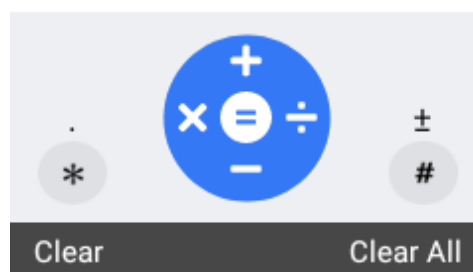 +
× = ÷
. ±
−
* #
Clear Clear All